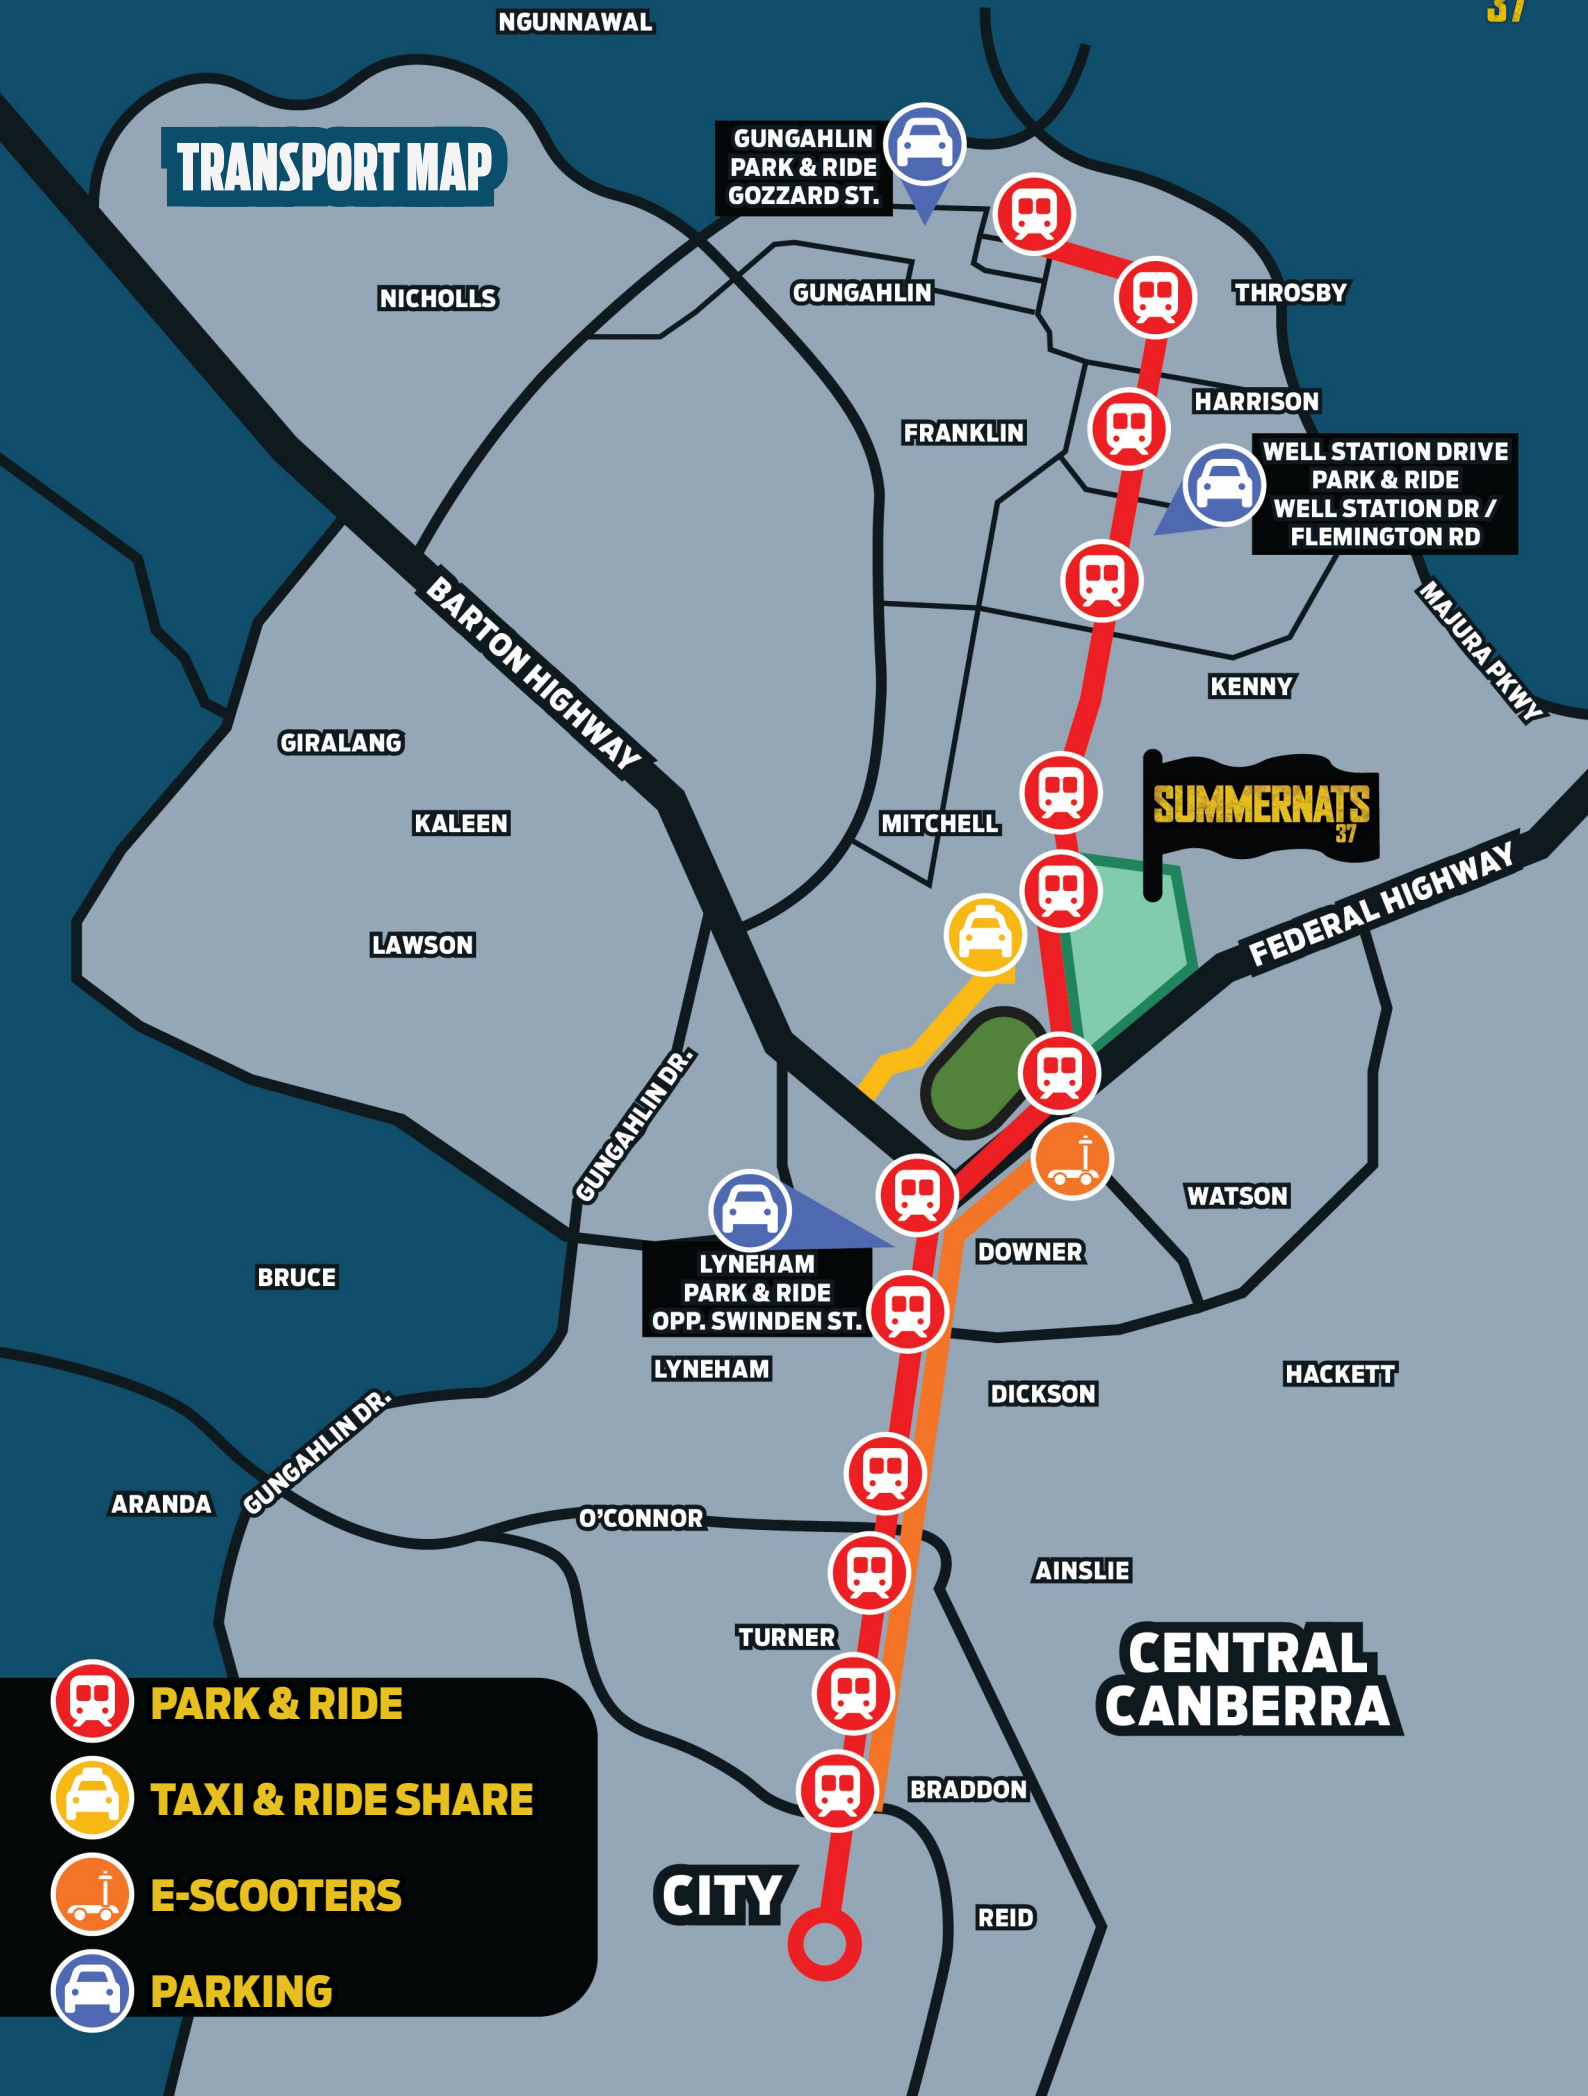 37
NGUNNAWAL
TRANSPORT MAP
GUNGAHLIN
PARK & RIDE
GOZZARD ST.
NICHOLLS
GUNGAHLIN
THROSBY
HARRISON
FRANKLIN
WELL STATION DRIVE
PARK & RIDE
WELL STATION DR /
FLEMINGTON RD
BARTON HIGHWAY
MAJURA PKWY
KENNY
GIRALANG
KALEEN
MITCHELL
SUMMERNATS
37
FEDERAL HIGHWAY
LAWSON
GUNGAHLIN DR.
WATSON
DOWNER
BRUCE
LYNEHAM
PARK & RIDE
OPP. SWINDEN ST.
LYNEHAM
HACKETT
DICKSON
GUNGAHLIN DR.
ARANDA
O'CONNOR
AINSLIE
TURNER
CENTRAL
CANBERRA
BRADDON
CITY
REID
PARK & RIDE
TAXI & RIDE SHARE
E-SCOOTERS
PARKING